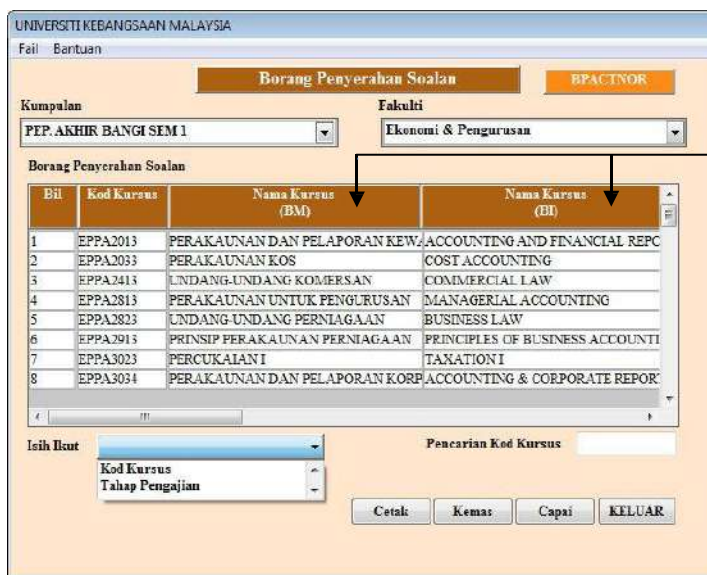 UNIVERSITI KEBANGSAAN MALAYSIA
Fail Bantuan
Borang Penyerahan Soalan BPACTNOR
Kumpulan Fakulti
PEP. AKHIR BANGI SEM 1 Ekonomi & Pengurusan
Borang Penyerahan Soalan
Bil Kod Kursus Nama Kursus Nama Kursus
(BM) (BI)
1 EPPA2013 PERAKAUNAN DAN PELAPORAN KEW ACCOUNTING AND FINANCIAL REPO
2 EPPA2033 PERAKAUNAN KOS COST ACCOUNTING
3 EPPA2413 UNDANG-UNDANG KOMERSAN COMMERCIAL LAW
4 EPPA2813 PERAKAUNAN UNTUK PENGURUSAN MANAGERIAL ACCOUNTING
5 EPPA2823 UNDANG-UNDANG PERNIAGAAN BUSINESS LAW
6 EPPA2913 PRINSIP PERAKAUNAN PERNIAGAAN PRINCIPLES OF BUSINESS ACCOUNTI
7 EPPA3023 PERCUKAIAN I TAXATION I
8 EPPA3034 PERAKAUNAN DAN PELAPORAN KORP ACCOUNTING & CORPORATE REPOR
Isih Ikut Pencarian Kod Kursus
Kod Kursus
Tahap Pengajian
Cetak Kemas Capai KELUAR